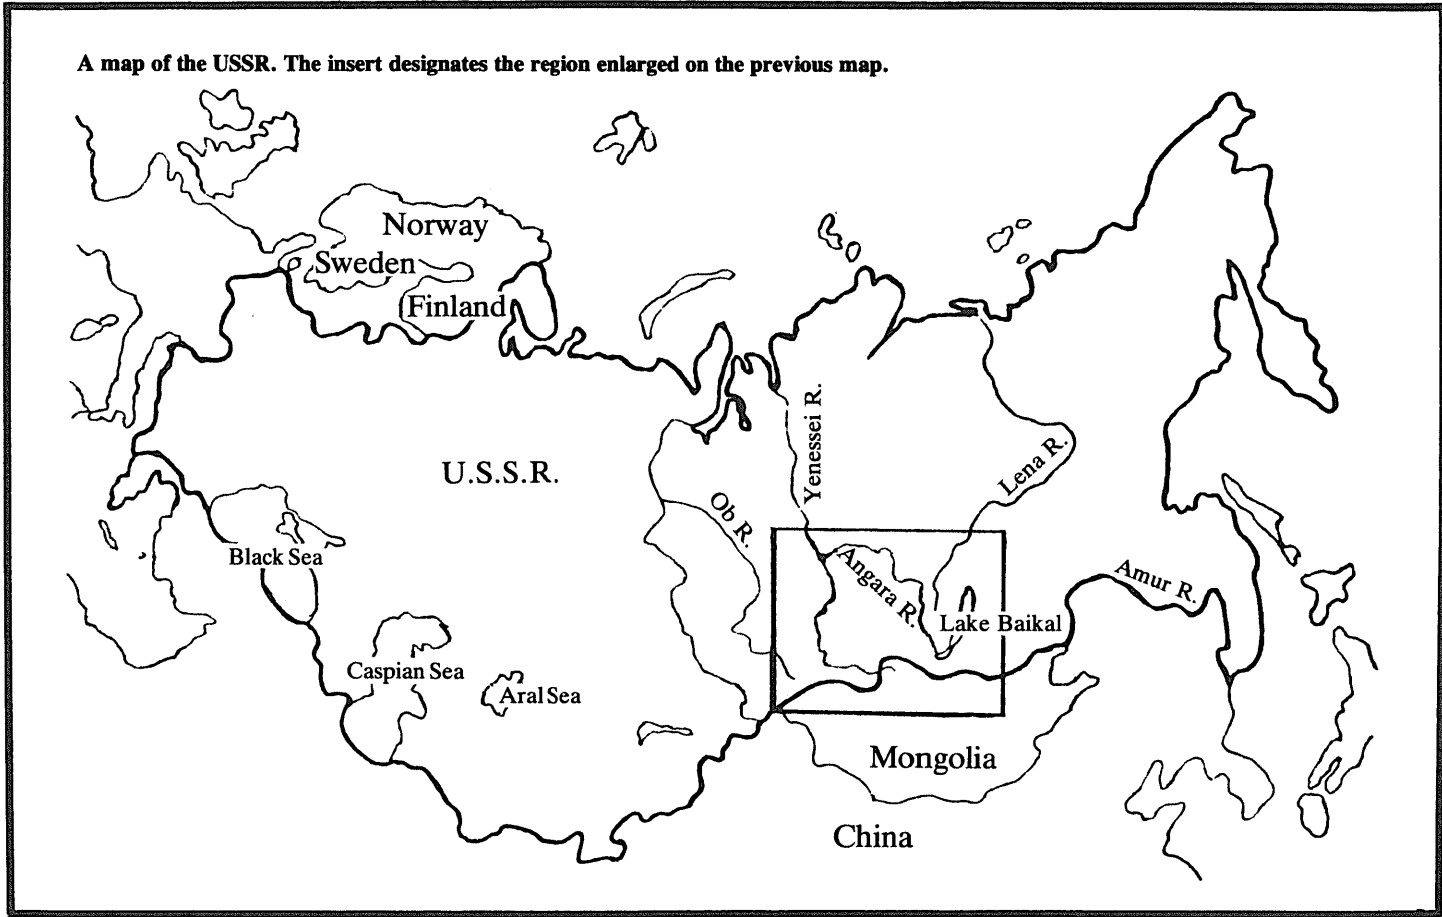 A map of the USSR. The insert designates the region enlarged on the previous map.
Norway
Sweden
Finland
Yenessei R.
Lena R.
U.S.S.R.
Ob R.
Black Sea
Angara R.
Amur R.
Lake Baikal
Caspian Sea
Aral Sea
Mongolia
China